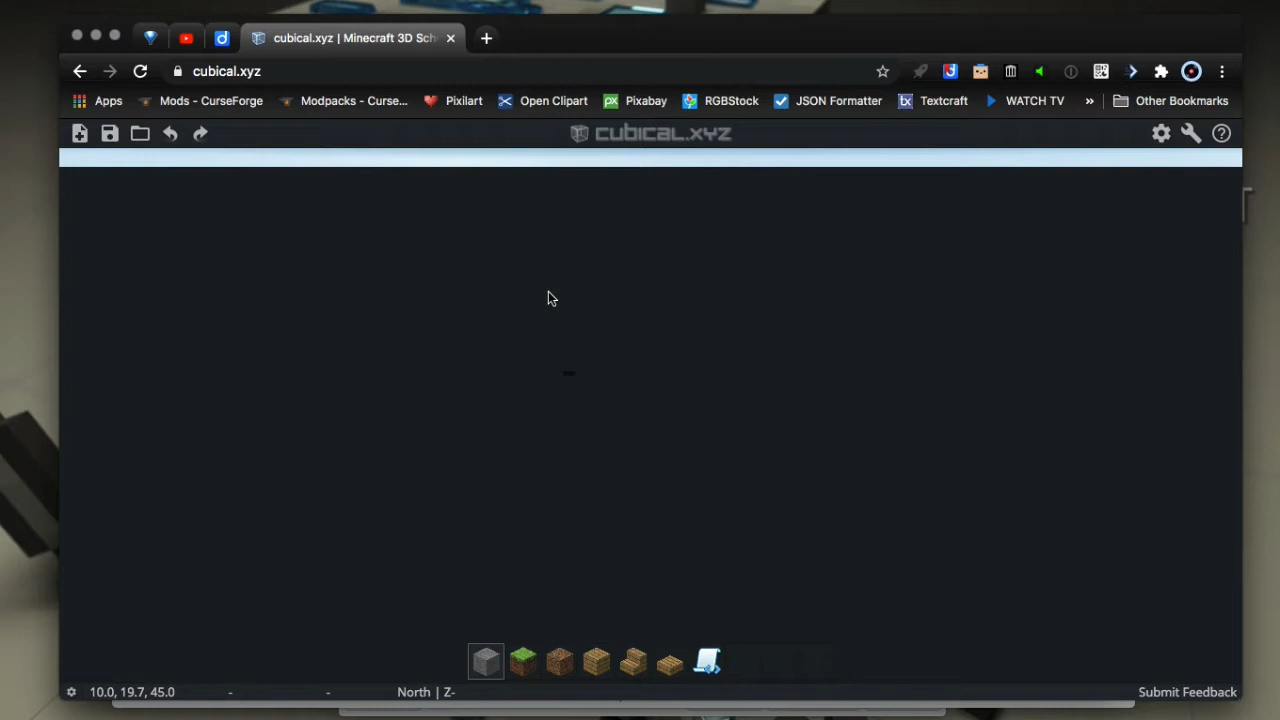 cubical.xyz | Minecraft 3D Sch
cubical.xyz
Apps Mods - CurseForge Modpacks - Curse... Pixilart Open Clipart Pixabay RGBStock JSON Formatter Textcraft WATCH TV » Other Bookmarks
cubical.xyz
10.0, 19.7, 45.0 - - North | Z- Submit Feedback